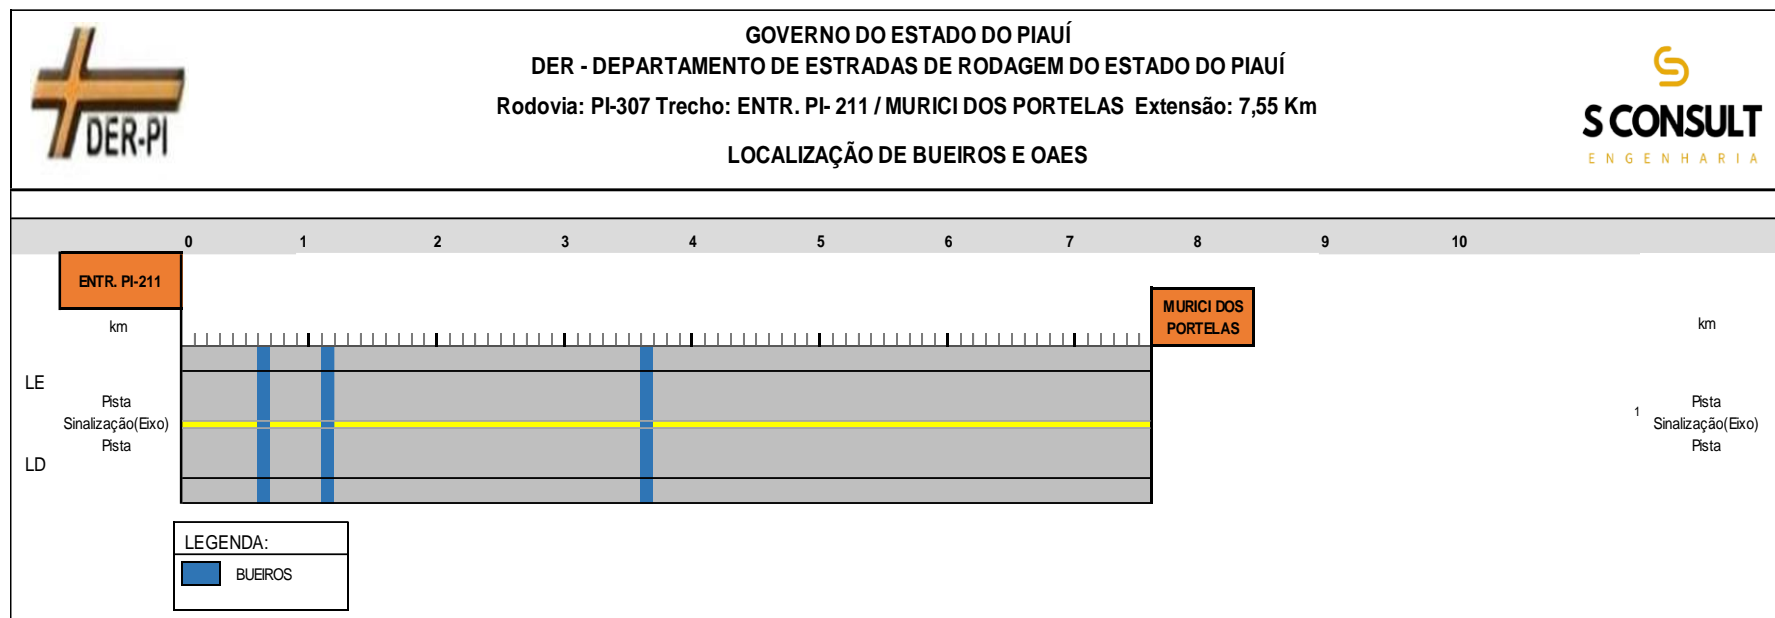 GOVERNO DO ESTADO DO PIAUÍ
DER - DEPARTAMENTO DE ESTRADAS DE RODAGEM DO ESTADO DO PIAUÍ
Rodovia: PI-307 Trecho: ENTR. PI- 211 / MURICI DOS PORTELAS Extensão: 7,55 Km
LOCALIZAÇÃO DE BUEIROS E OAES
DER-PI
S CONSULT
ENGENHARIA
0 1 2 3 4 5 6 7 8 9 10
ENTR. PI-211
MURICI DOS
PORTELAS
km
km
LE
Pista
Sinalização(Eixo)
Pista
LD
1
Pista
Sinalização(Eixo)
Pista
LEGENDA:
BUEIROS